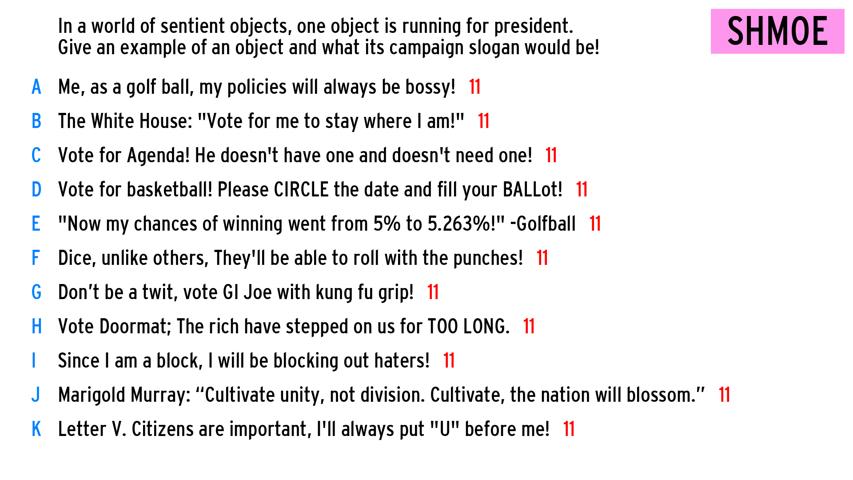 In a world of sentient objects, one object is running for president.
Give an example of an object and what its campaign slogan would be!
SHMOE
A Me, as a golf ball, my policies will always be bossy! 11
B The White House: "Vote for me to stay where I am!" 11
C Vote for Agenda! He doesn't have one and doesn't need one! 11
D Vote for basketball! Please CIRCLE the date and fill your BALLot! 11
E "Now my chances of winning went from 5% to 5.263%!" -Golfball 11
F Dice, unlike others, They'll be able to roll with the punches! 11
G Don’t be a twit, vote GI Joe with kung fu grip! 11
H Vote Doormat; The rich have stepped on us for TOO LONG. 11
I Since I am a block, I will be blocking out haters! 11
J Marigold Murray: “Cultivate unity, not division. Cultivate, the nation will blossom.” 11
K Letter V. Citizens are important, I'll always put "U" before me! 11